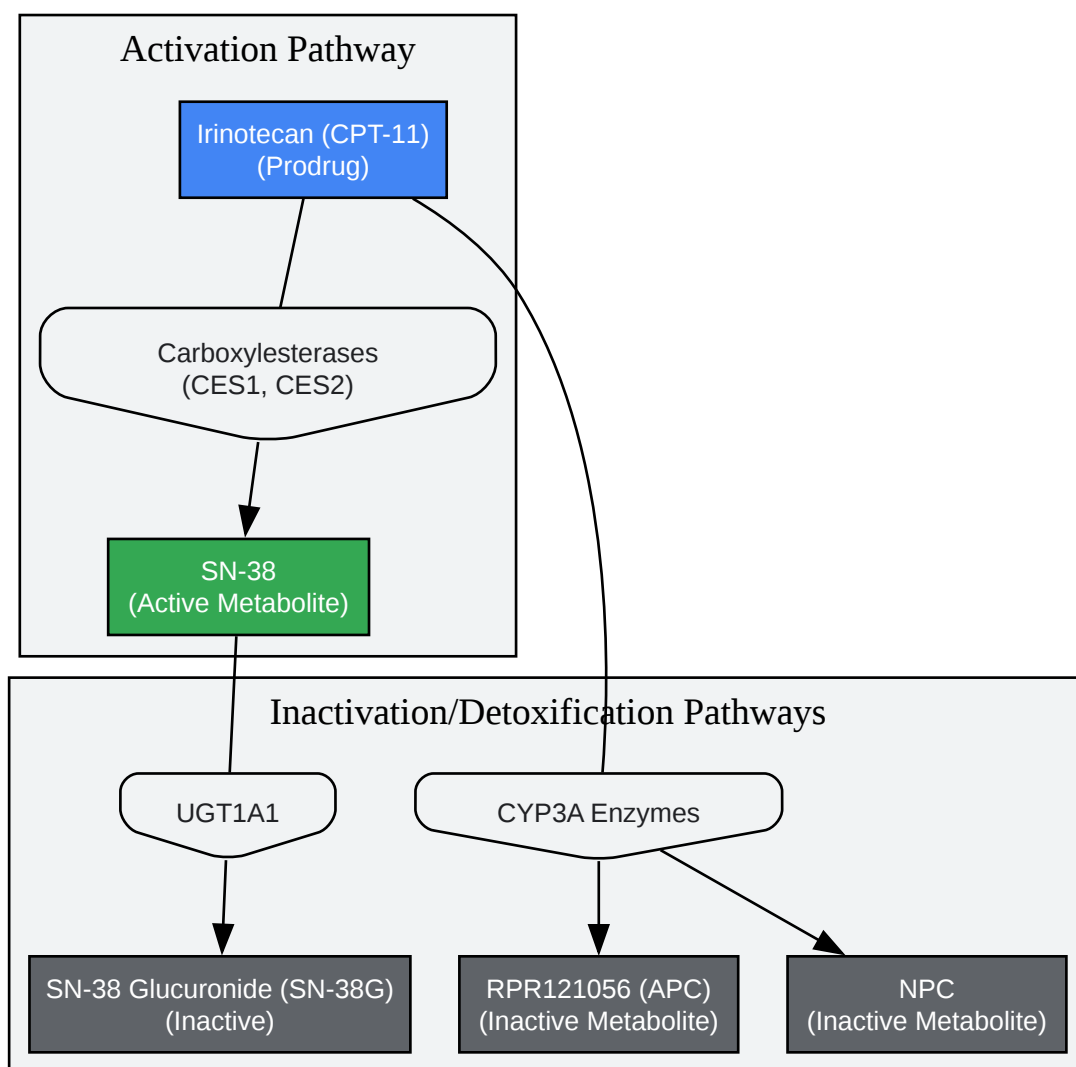 Activation Pathway
Irinotecan (CPT-11)
(Prodrug)
Carboxylesterases
(CES1, CES2)
SN-38
(Active Metabolite)
Inactivation/Detoxification Pathways
UGT1A1
CYP3A Enzymes
SN-38 Glucuronide (SN-38G)
(Inactive)
RPR121056 (APC)
(Inactive Metabolite)
NPC
(Inactive Metabolite)